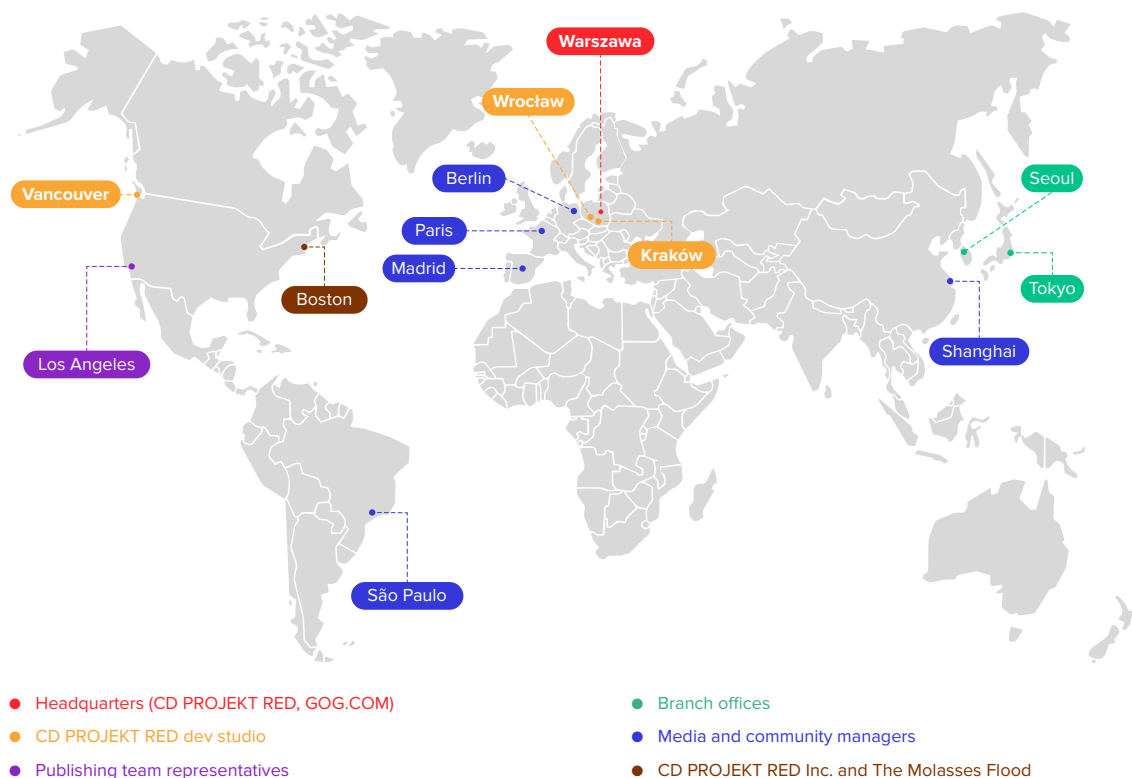 Warszawa
Wrocław
Berlin
Seoul
Vancouver
Paris
Kraków
Madrid
Tokyo
Boston
Shanghai
Los Angeles
São Paulo
Headquarters (CD PROJEKT RED, GOG.COM)
CD PROJEKT RED dev studio
Publishing team representatives
Branch offices
Media and community managers
CD PROJEKT RED Inc. and The Molasses Flood